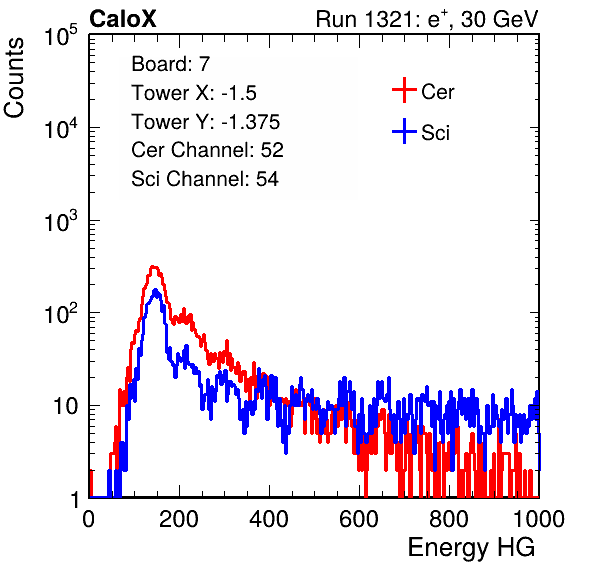 CaloX Run 1321: e⁺, 30 GeV
Counts
10⁵
10⁴
10³
10²
10
1
Board: 7
Tower X: -1.5
Tower Y: -1.375
Cer Channel: 52
Sci Channel: 54
Cer
Sci
0 200 400 600 800 1000
Energy HG